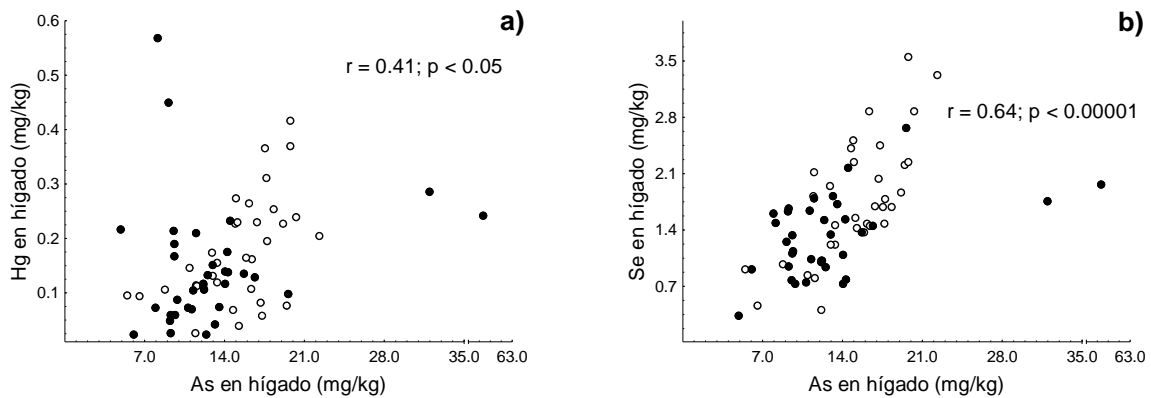 a)
r = 0.41; p < 0.05
Hg en hígado (mg/kg)
0.6
0.5
0.4
0.3
0.2
0.1
7.0 14.0 21.0 28.0 35.0 63.0
As en hígado (mg/kg)
b)
r = 0.64; p < 0.00001
Se en hígado (mg/kg)
3.5
2.8
2.1
1.4
0.7
7.0 14.0 21.0 28.0 35.0 63.0
As en hígado (mg/kg)